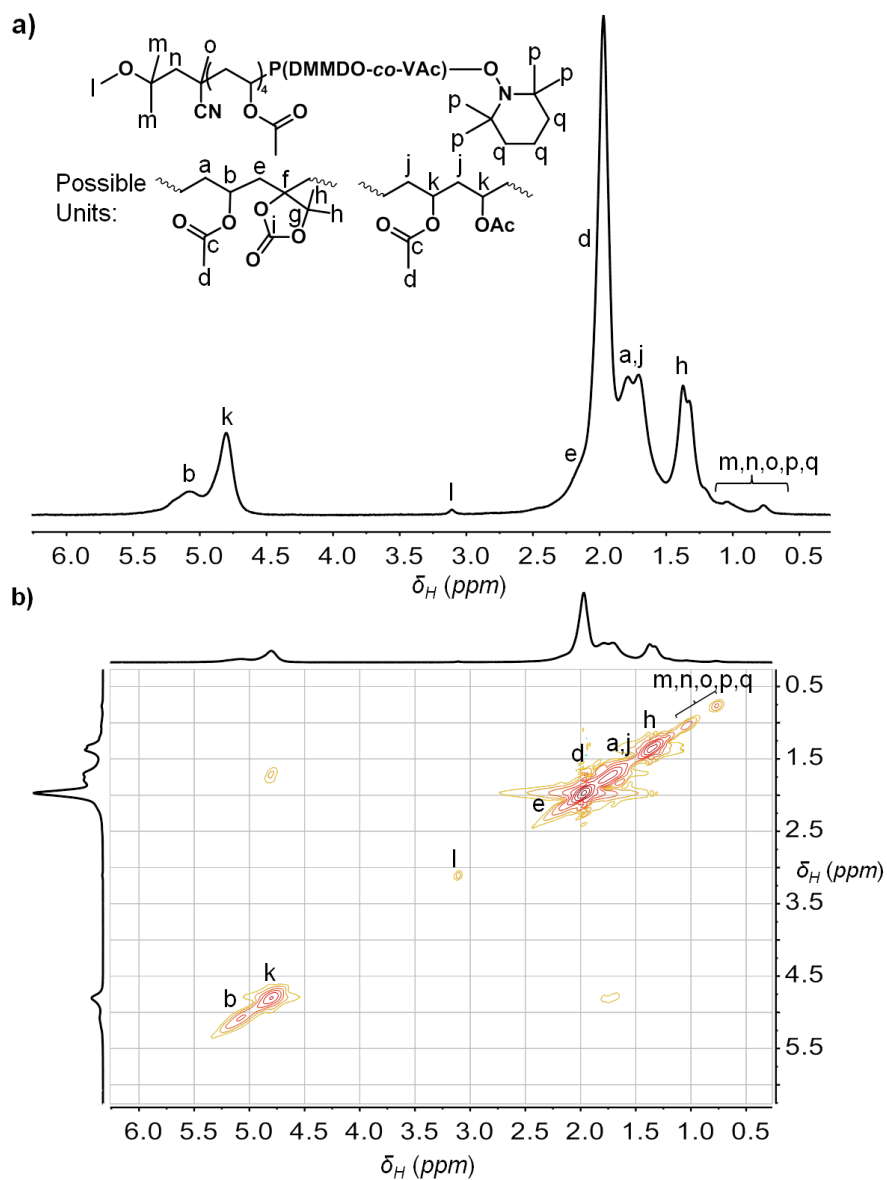 a)
m
n
o
l
O
m
CN
4
O
O
P(DMMDO-co-VAc)
O
N
p
p
p
p
q
q
q
Possible
Units:
a
b
e
f
h
h
g
O
O
i
O
O
c
O
d
j
j
k
k
O
OAc
c
O
d
d
a,j
h
e
m,n,o,p,q
k
b
l
6.0 5.5 5.0 4.5 4.0 3.5 3.0 2.5 2.0 1.5 1.0 0.5
δH (ppm)
b)
m,n,o,p,q
h
a,j
d
e
l
k
b
0.5
1.5
2.5
δH (ppm)
3.5
4.5
5.5
6.0 5.5 5.0 4.5 4.0 3.5 3.0 2.5 2.0 1.5 1.0 0.5
δH (ppm)